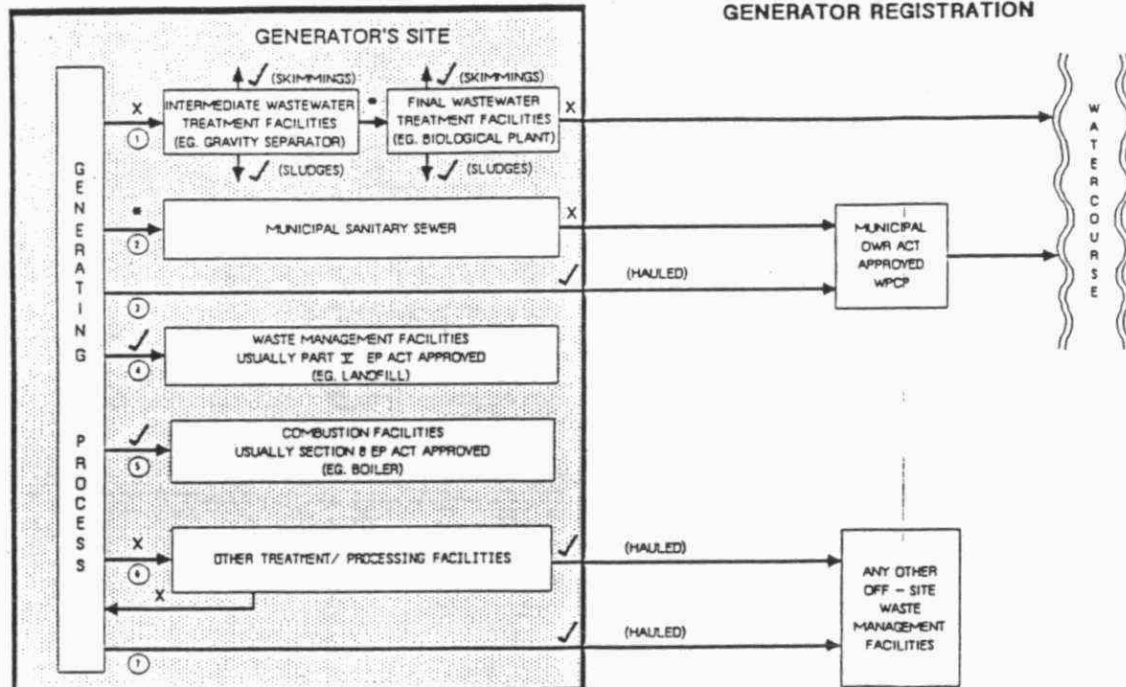 GENERATOR REGISTRATION
GENERATOR'S SITE
GENERATING PROCESS
✓ (SKIMMINGS)
✓ (SKIMMINGS)
X
①
INTERMEDIATE WASTEWATER
TREATMENT FACILITIES
(EG. GRAVITY SEPARATOR)
*
FINAL WASTEWATER
TREATMENT FACILITIES
(EG. BIOLOGICAL PLANT)
X
✓ (SLUDGES)
✓ (SLUDGES)
WATERCOURSE
*
②
MUNICIPAL SANITARY SEWER
X
MUNICIPAL
OWR ACT
APPROVED
WPCP
③
✓
(HAULED)
✓
④
WASTE MANAGEMENT FACILITIES
USUALLY PART V EP ACT APPROVED
(EG. LANDFILL)
✓
⑤
COMBUSTION FACILITIES
USUALLY SECTION 8 EP ACT APPROVED
(EG. BOILER)
X
⑥
OTHER TREATMENT/ PROCESSING FACILITIES
✓
(HAULED)
X
ANY OTHER
OFF - SITE
WASTE
MANAGEMENT
FACILITIES
⑦
✓
(HAULED)